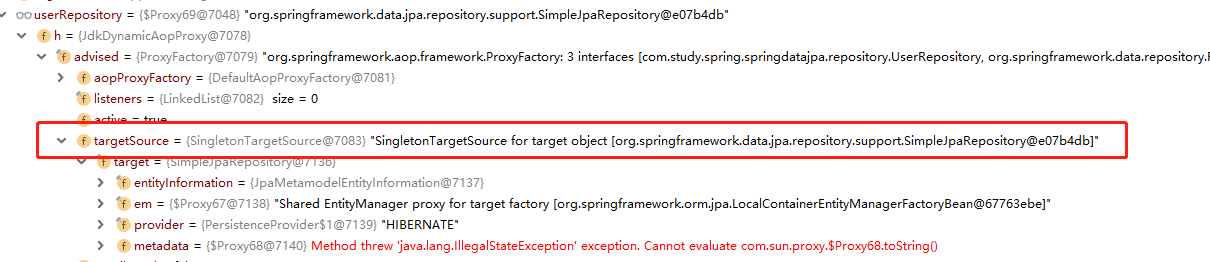 userRepository = {$Proxy69@7048} "org.springframework.data.jpa.repository.support.SimpleJpaRepository@e07b4db"
f h = {JdkDynamicAopProxy@7078}
f advised = {ProxyFactory@7079} "org.springframework.aop.framework.ProxyFactory: 3 interfaces [com.study.spring.springdatajpa.repository.UserRepository, org.springframework.data.repository.
f aopProxyFactory = {DefaultAopProxyFactory@7081}
f listeners = {LinkedList@7082} size = 0
f active = true
f targetSource = {SingletonTargetSource@7083} "SingletonTargetSource for target object [org.springframework.data.jpa.repository.support.SimpleJpaRepository@e07b4db]"
f target = {SimpleJpaRepository@7136}
f entityInformation = {JpaMetamodelEntityInformation@7137}
f em = {$Proxy67@7138} "Shared EntityManager proxy for target factory [org.springframework.orm.jpa.LocalContainerEntityManagerFactoryBean@67763ebe]"
f provider = {PersistenceProvider$1@7139} "HIBERNATE"
f metadata = {$Proxy68@7140} Method threw 'java.lang.IllegalStateException' exception. Cannot evaluate com.sun.proxy.$Proxy68.toString()